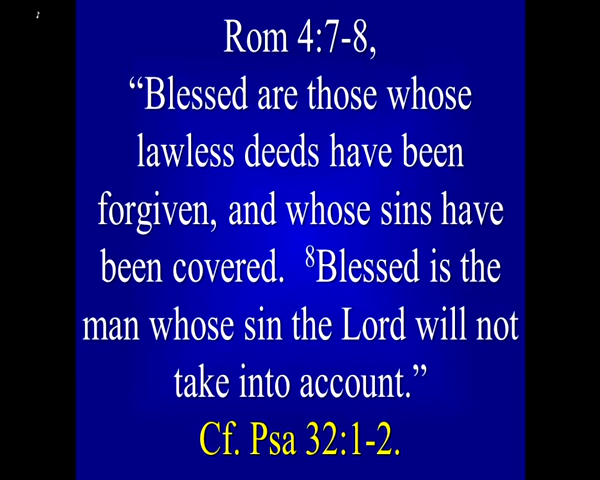 Rom 4:7-8,
“Blessed are those whose
lawless deeds have been
forgiven, and whose sins have
been covered.  ⁸Blessed is the
man whose sin the Lord will not
take into account.”
Cf. Psa 32:1-2.